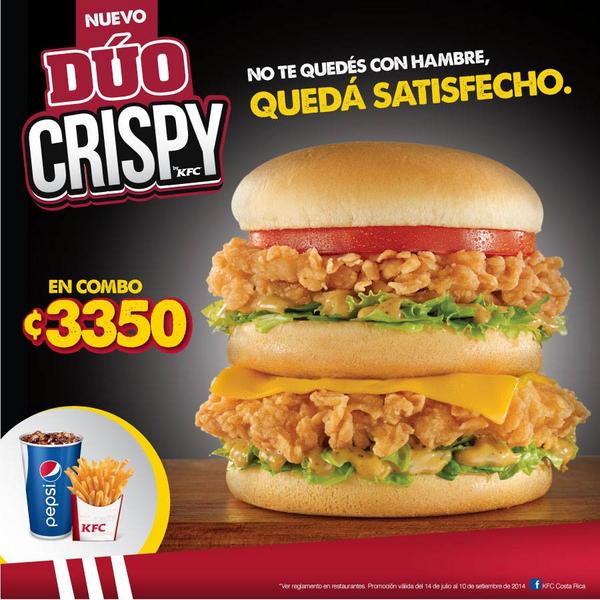 NUEVO
DÚO
CRISPY
by KFC
NO TE QUEDÉS CON HAMBRE,
QUEDÁ SATISFECHO.
EN COMBO
¢3350
pepsi
KFC
*Ver reglamento en restaurantes. Promoción válida del 14 de julio al 10 de setiembre de 2014
f KFC Costa Rica